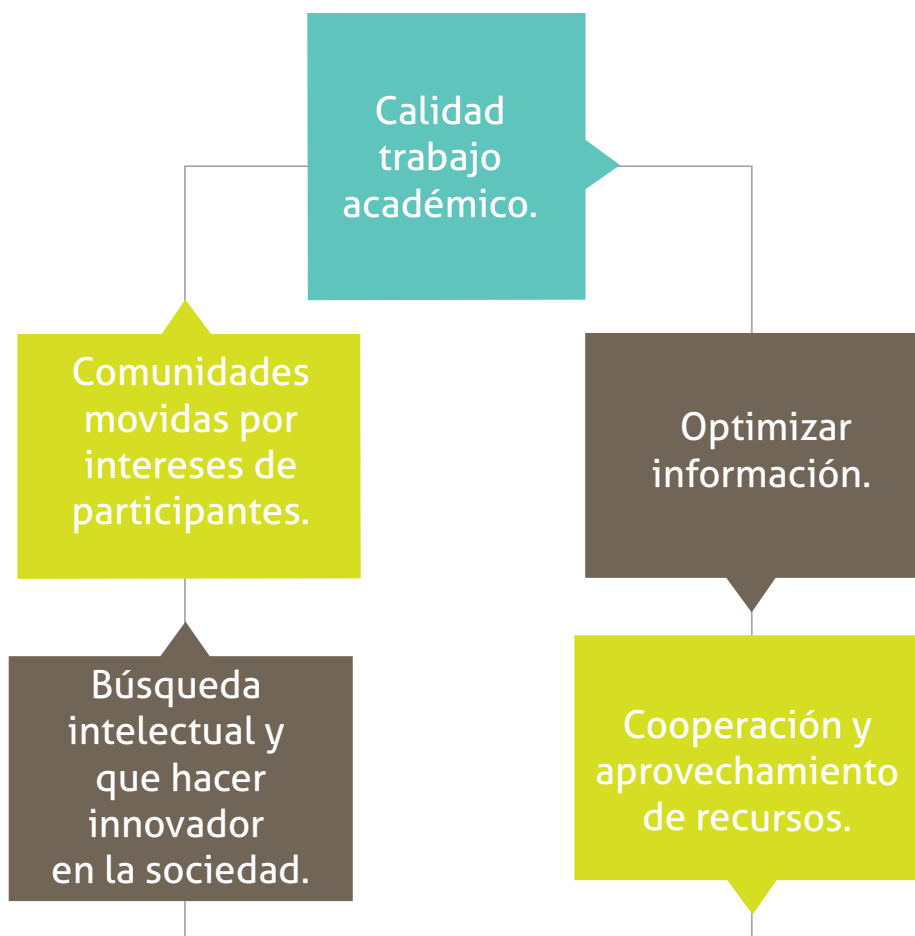 Calidad
trabajo
académico.
Comunidades
movidas por
intereses de
participantes.
Optimizar
información.
Búsqueda
intelectual y
que hacer
innovador
en la sociedad.
Cooperación y
aprovechamiento
de recursos.